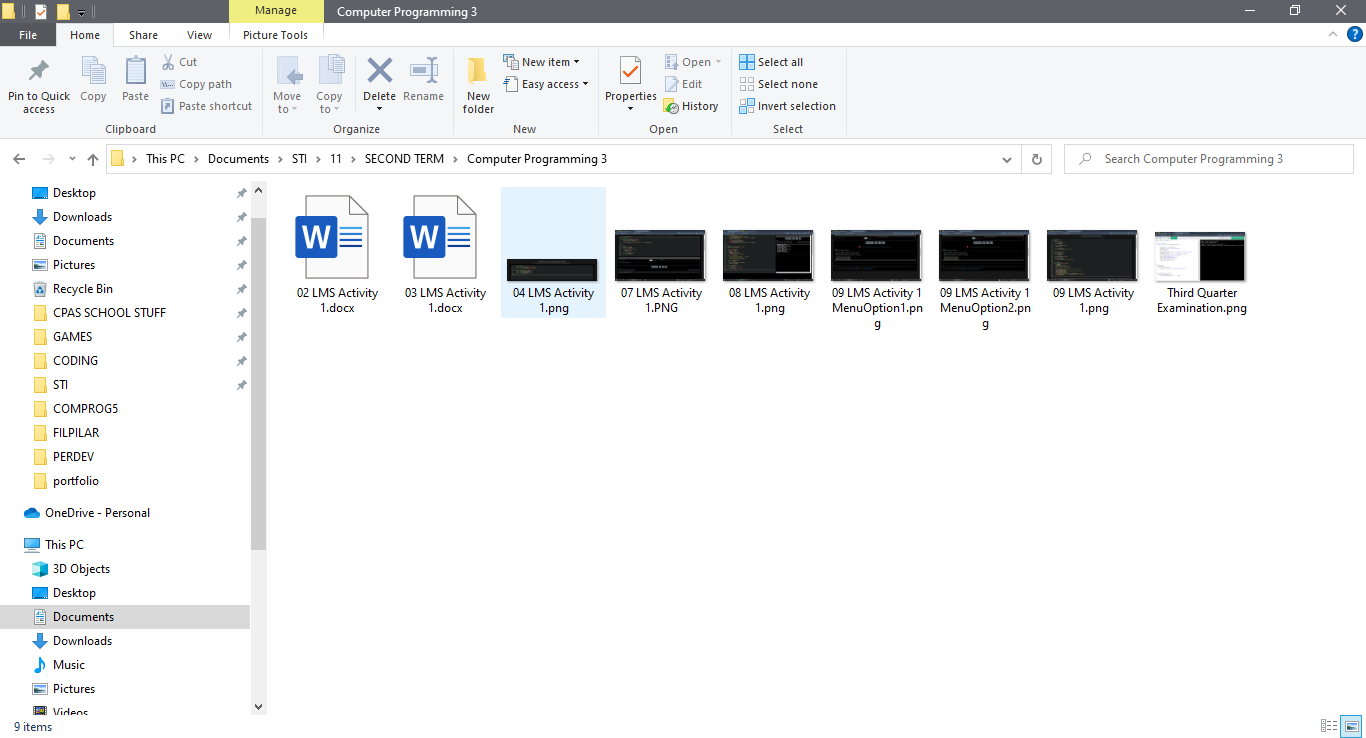 Manage
Computer Programming 3
File
Home
Share
View
Picture Tools
Pin to Quick
access
Copy
Paste
Cut
Copy path
Paste shortcut
Clipboard
Move
to
Copy
to
Delete
Rename
Organize
New
folder
New item
Easy access
New
Properties
Open
Edit
History
Open
Select all
Select none
Invert selection
Select
This PC
Documents
STI
11
SECOND TERM
Computer Programming 3
Search Computer Programming 3
Desktop
Downloads
Documents
Pictures
Recycle Bin
CPAS SCHOOL STUFF
GAMES
CODING
STI
COMPROG5
FILPILAR
PERDEV
portfolio
OneDrive - Personal
This PC
3D Objects
Desktop
Documents
Downloads
Music
Pictures
Videos
02 LMS Activity
1.docx
03 LMS Activity
1.docx
04 LMS Activity
1.png
07 LMS Activity
1.PNG
08 LMS Activity
1.png
09 LMS Activity 1
MenuOption1.pn
g
09 LMS Activity 1
MenuOption2.pn
g
09 LMS Activity
1.png
Third Quarter
Examination.png
9 items